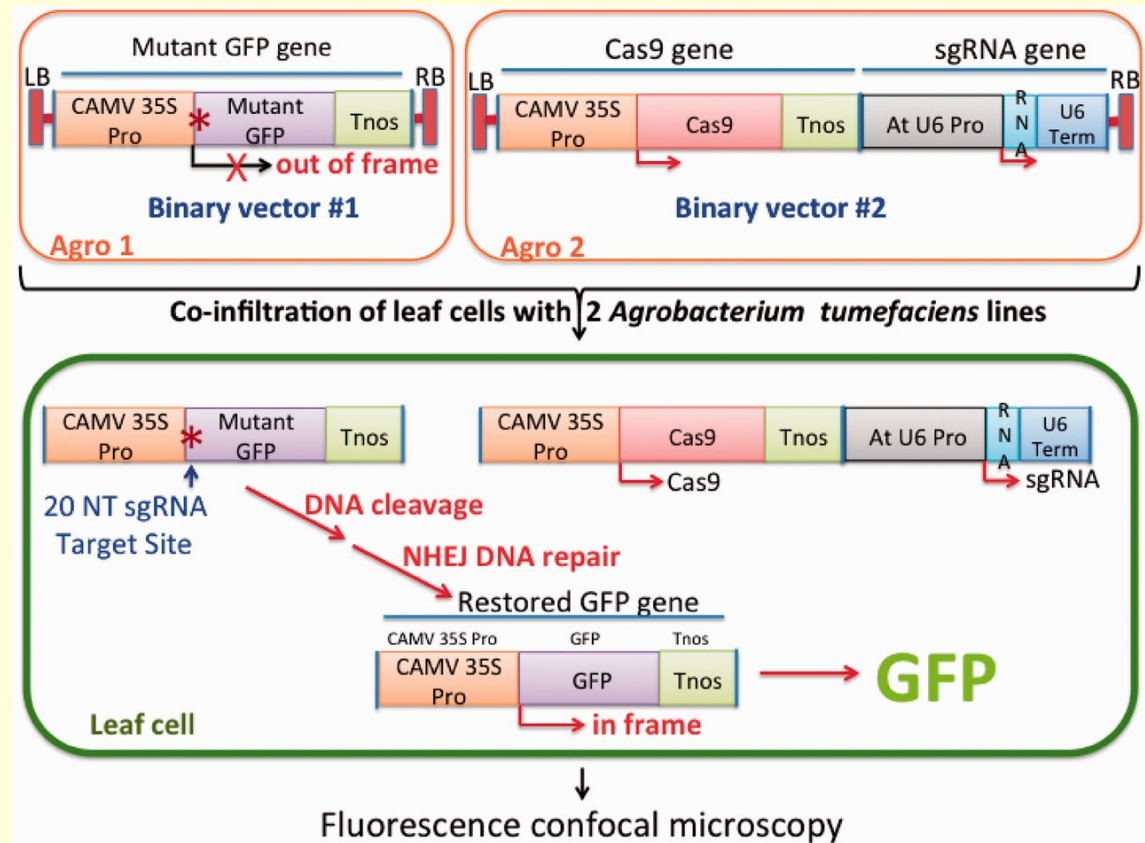 Mutant GFP gene
LB
RB
CAMV 35S
Pro
*
Mutant
GFP
Tnos
X
out of frame
Binary vector #1
Agro 1
Cas9 gene
sgRNA gene
LB
RB
CAMV 35S
Pro
Cas9
Tnos
At U6 Pro
RNA
U6
Term
Binary vector #2
Agro 2
Co-infiltration of leaf cells with 2 Agrobacterium tumefaciens lines
CAMV 35S
Pro
*
Mutant
GFP
Tnos
20 NT sgRNA
Target Site
CAMV 35S
Pro
Cas9
Tnos
At U6 Pro
RNA
U6
Term
Cas9
sgRNA
DNA cleavage
NHEJ DNA repair
Restored GFP gene
CAMV 35S Pro GFP Tnos
CAMV 35S
Pro
GFP
Tnos
in frame
GFP
Leaf cell
Fluorescence confocal microscopy